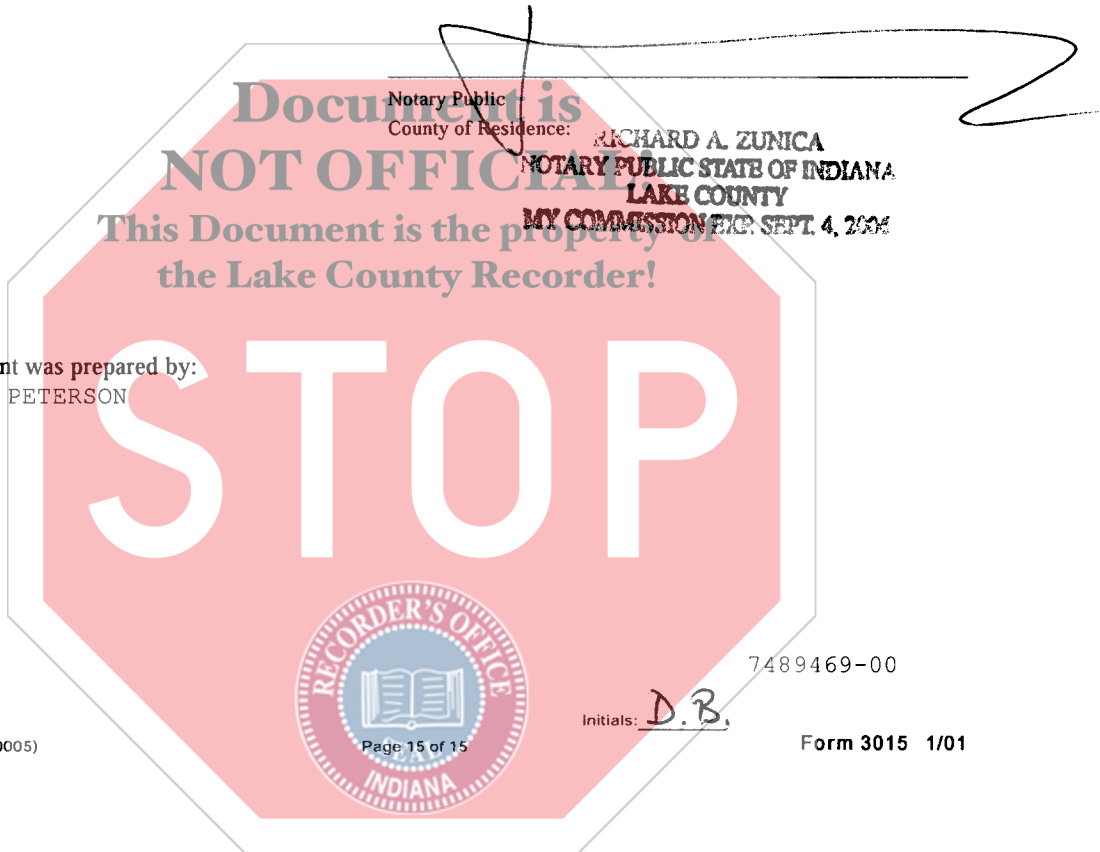 Document is
NOT OFFICIAL!
This Document is the property of
the Lake County Recorder!
Notary Public
County of Residence:
RICHARD A. ZUNICA
NOTARY PUBLIC STATE OF INDIANA
LAKE COUNTY
MY COMMISSION EXP. SEPT. 4,
nt was prepared by:
PETERSON
STOP
RECORDER'S OFFICE
SEAL
INDIANA
7489469-00
Initials: D.B.
0005)
Page 15 of 15
Form 3015 1/01